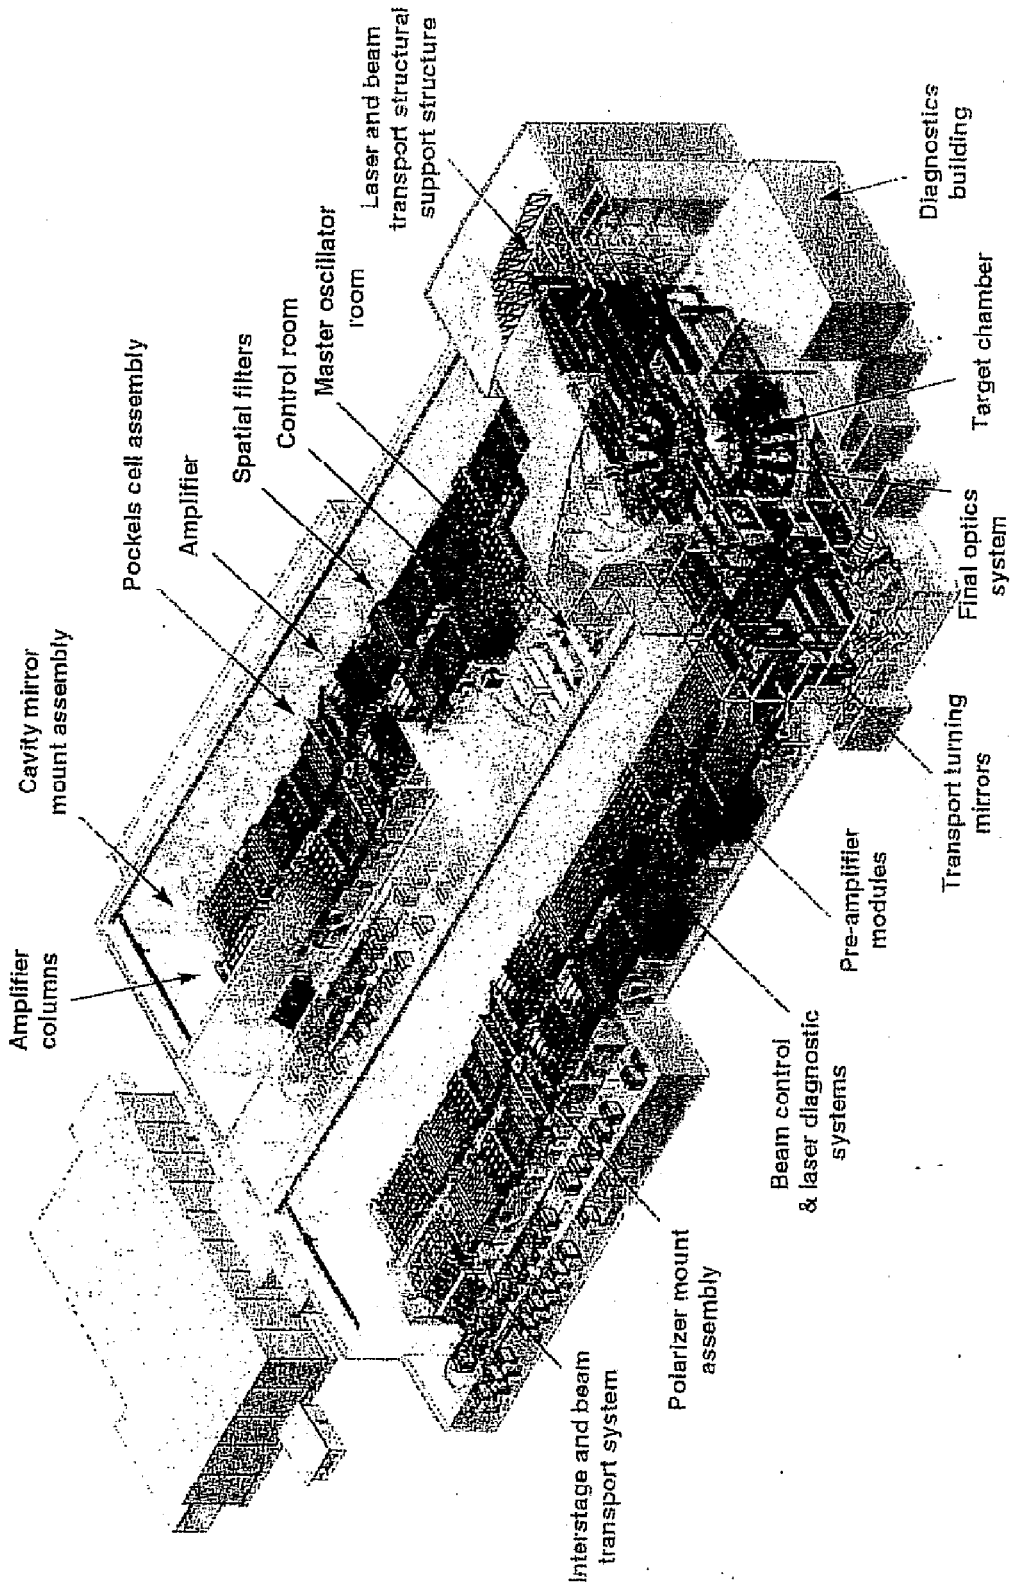 Amplifier
columns
Cavity mirror
mount assembly
Pockels cell assembly
Amplifier
Spatial filters
Control room
Master oscillator
room
Laser and beam
transport structural
support structure
Interstage and beam
transport system
Polarizer mount
assembly
Beam control
& laser diagnostic
systems
Pre-amplifier
modules
Transport turning
mirrors
Final optics
system
Target chamber
Diagnostics
building